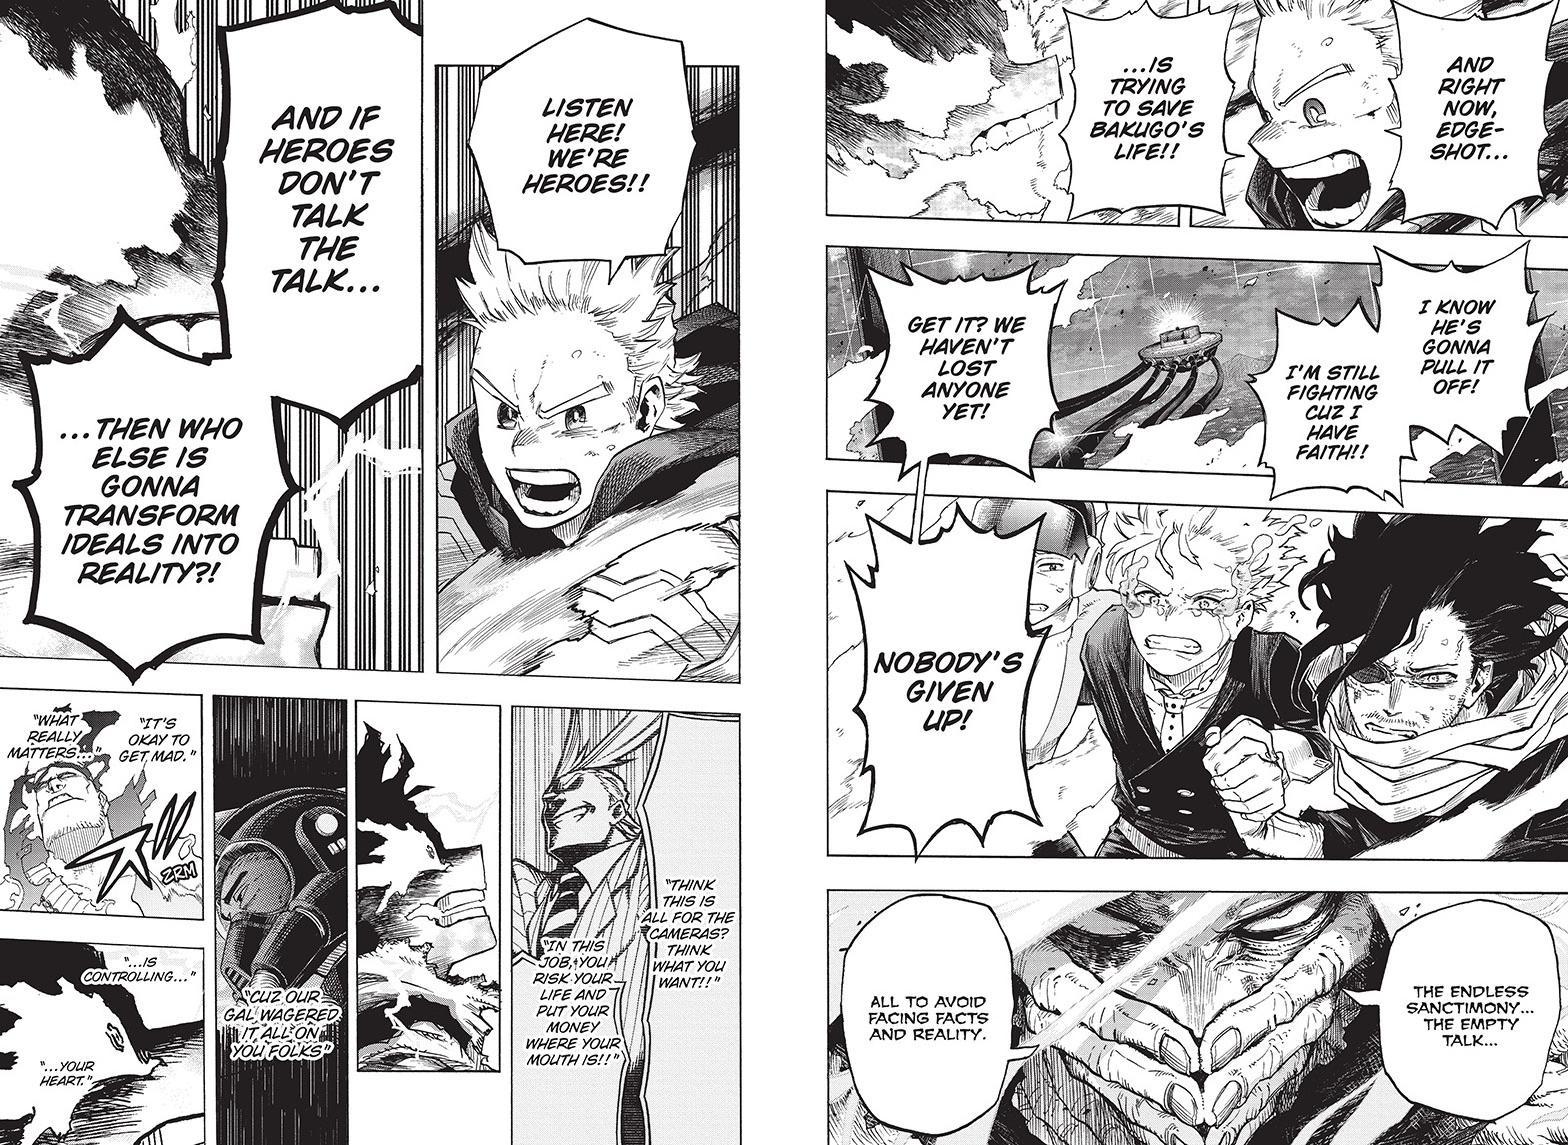 AND
RIGHT
NOW,
EDGE-
SHOT...
...IS
TRYING
TO SAVE
BAKUGO'S
LIFE!!
I KNOW
HE'S
GONNA
PULL IT
OFF!
I'M STILL
FIGHTING
CUZ I
HAVE
FAITH!!
GET IT? WE
HAVEN'T
LOST
ANYONE
YET!
NOBODY'S
GIVEN
UP!
THE ENDLESS
SANCTIMONY...
THE EMPTY
TALK...
ALL TO AVOID
FACING FACTS
AND REALITY.
LISTEN
HERE!
WE'RE
HEROES!!
AND IF
HEROES
DON'T
TALK
THE
TALK...
...THEN WHO
ELSE IS
GONNA
TRANSFORM
IDEALS INTO
REALITY?!
"THINK
THIS IS
ALL FOR THE
CAMERAS?
THINK
WHAT YOU
WANT!!"
"IN THIS
JOB, YOU
RISK YOUR
LIFE AND
PUT YOUR
MONEY
WHERE YOUR
MOUTH IS!!"
"CUZ OUR
GAL WAGERED
IT ALL ON
YOU FOLKS"
"IT'S
OKAY TO
GET MAD."
"WHAT
REALLY
MATTERS..."
ZRM
"...IS
CONTROLLING..."
"...YOUR
HEART."